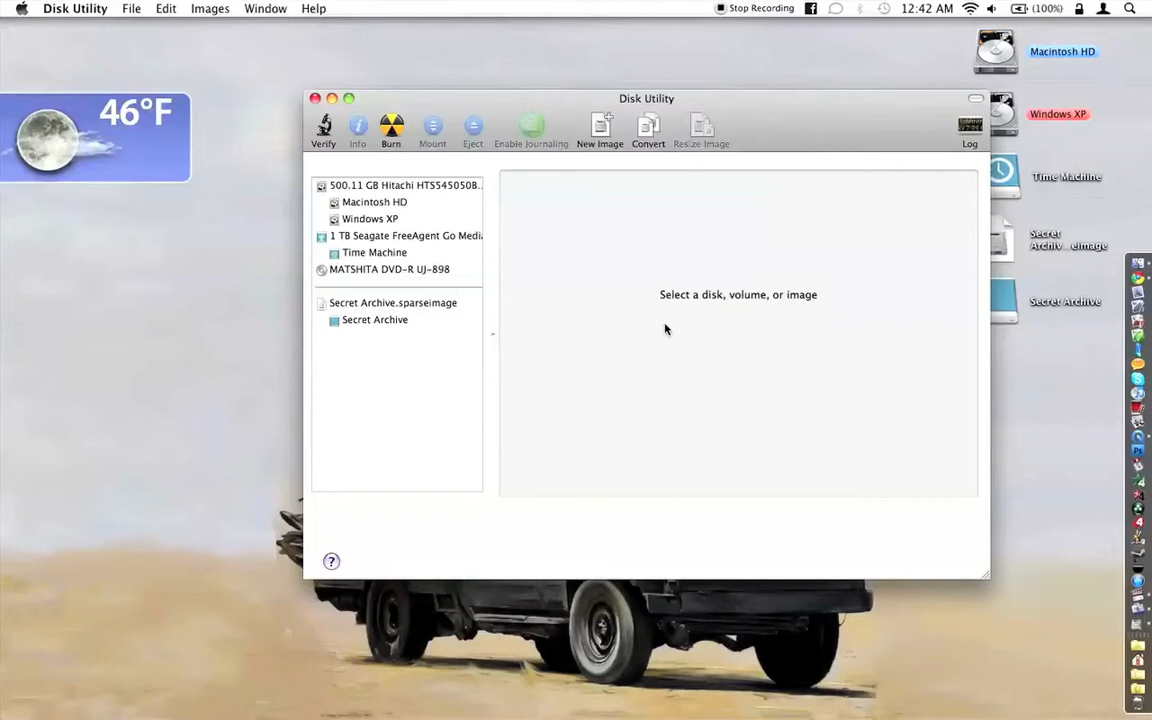 Disk Utility File Edit Images Window Help Stop Recording 12:42 AM (100%)
Macintosh HD
46°F
Disk Utility
Windows XP
Verify Info Burn Mount Eject Enable Journaling New Image Convert Resize Image Log
Time Machine
500.11 GB Hitachi HTS545050B...
Macintosh HD
Windows XP
1 TB Seagate FreeAgent Go Medi
Time Machine
MATSHITA DVD-R UJ-898
Secret Archive.sparseimage
Secret Archive
Select a disk, volume, or image
Secret
Archiv...eimage
Secret Archive
?